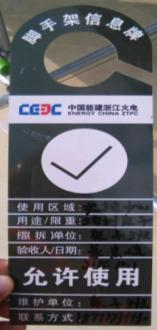 脚手架信息牌
CEEC 中国能建浙江火电
ENERGY CHINA ZTPC
使用区域:
用途/限重:
搭(拆)单位:
验收人/日期:
允许使用
维护单位:
联系方式: